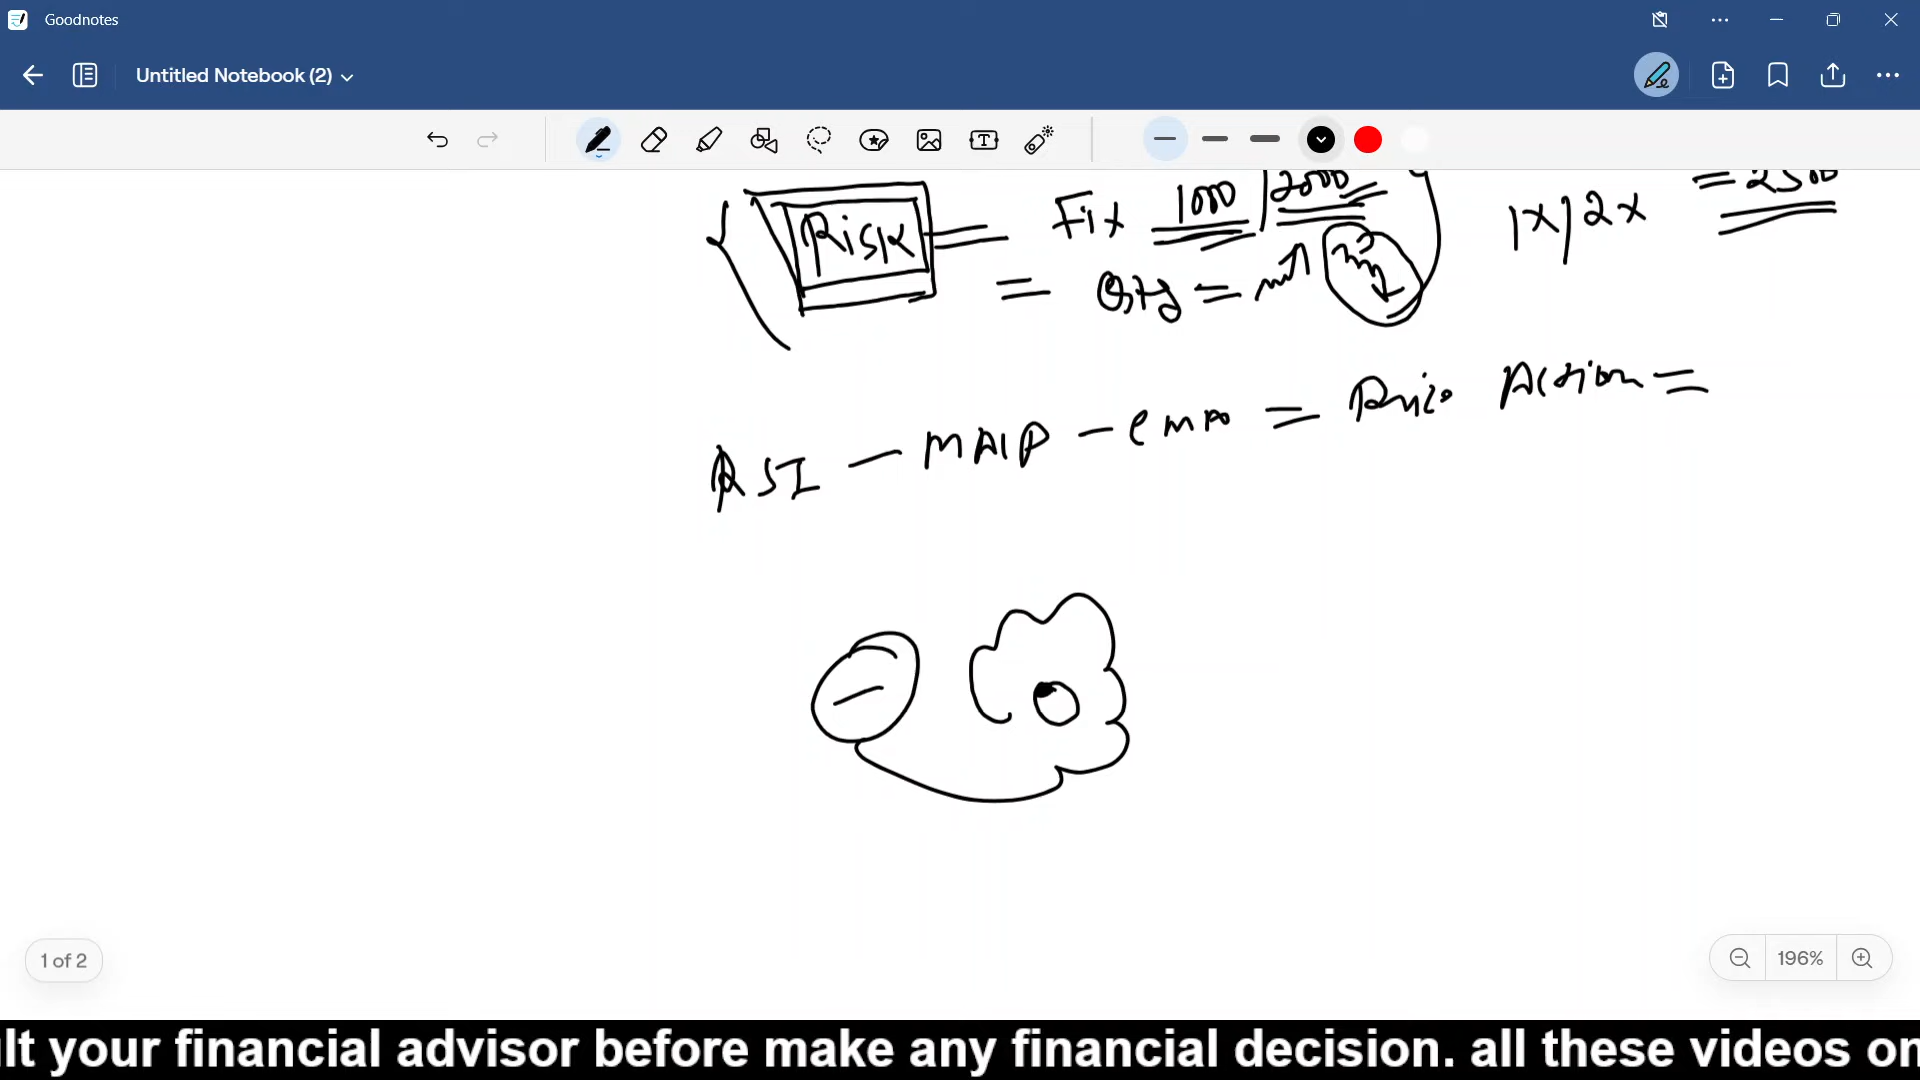 Goodnotes
Untitled Notebook (2)
Risk = Fix 1000 | 2000 1x | 2x = 2500
= Qty =
RSI - - EMA = Price Action =
1 of 2
196%
lt your financial advisor before make any financial decision. all these videos on